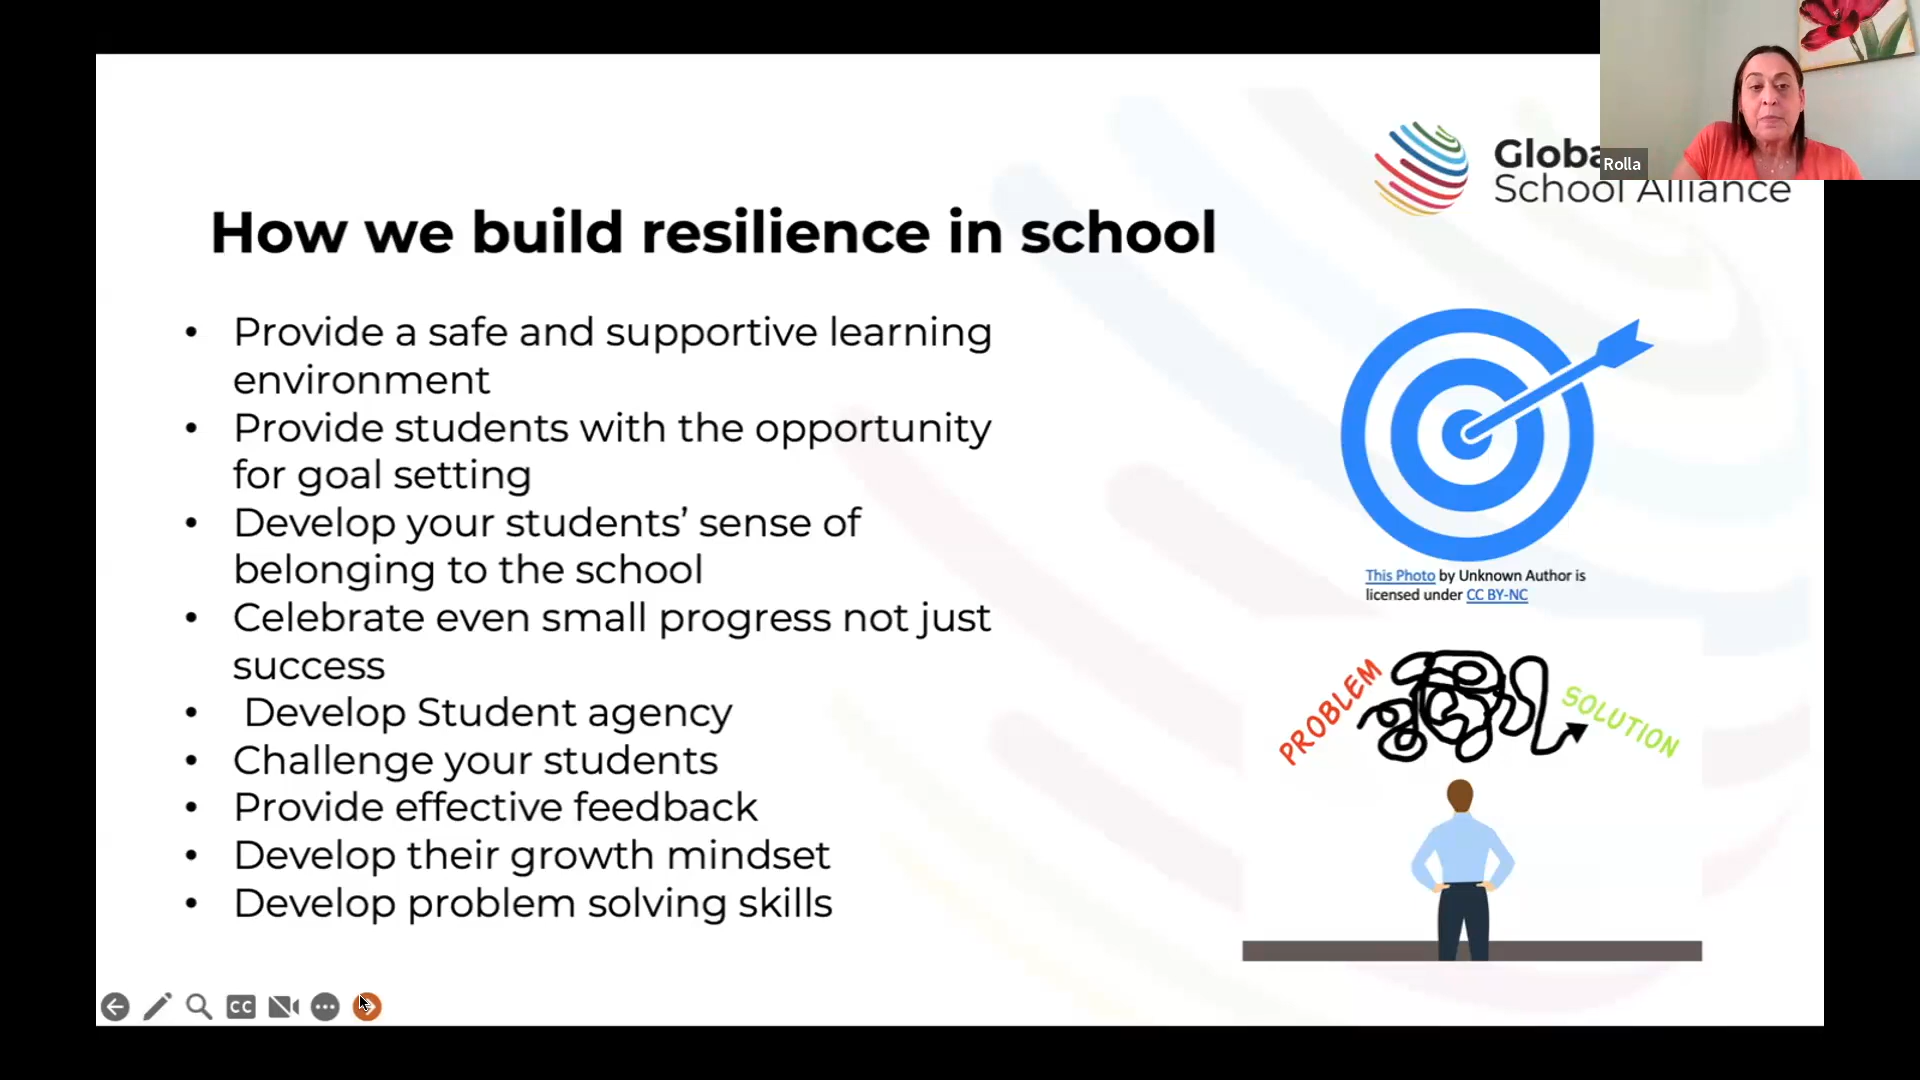 Globa
School Alliance
Rolla
How we build resilience in school
• Provide a safe and supportive learning
environment
• Provide students with the opportunity
for goal setting
• Develop your students’ sense of
belonging to the school
• Celebrate even small progress not just
success
• Develop Student agency
• Challenge your students
• Provide effective feedback
• Develop their growth mindset
• Develop problem solving skills
This Photo by Unknown Author is
licensed under CC BY-NC
PROBLEM
SOLUTION
CC